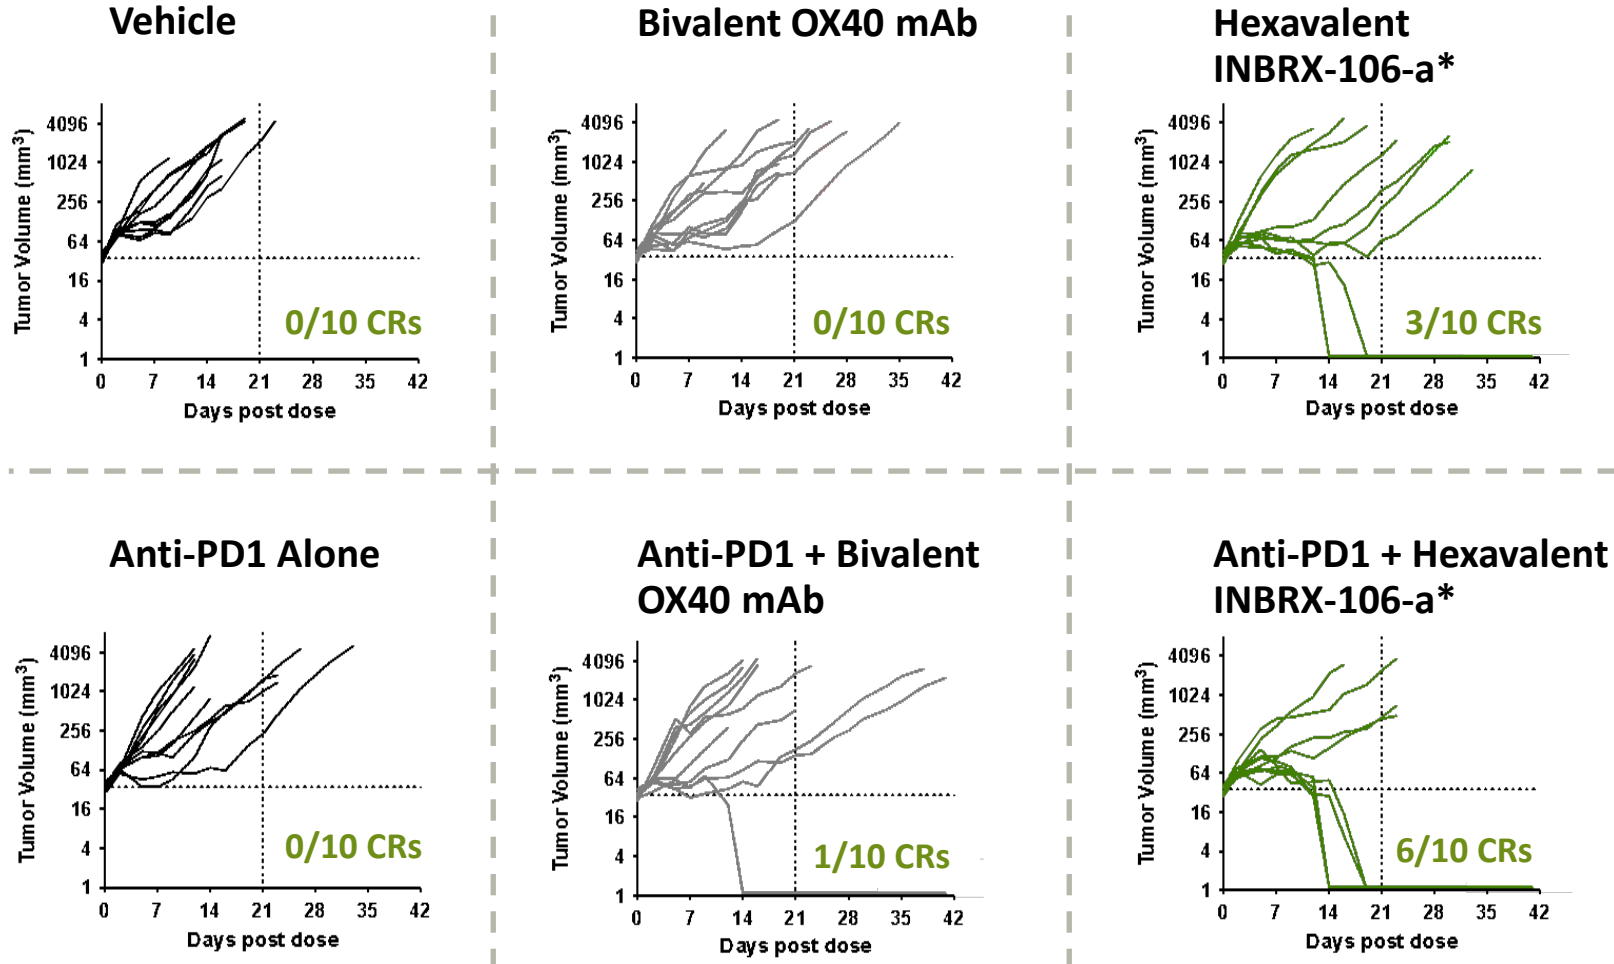 Vehicle
Tumor Volume (mm³)
4096
1024
256
64
16
4
1
0/10 CRs
0 7 14 21 28 35 42
Days post dose
Bivalent OX40 mAb
Tumor Volume (mm³)
4096
1024
256
64
16
4
1
0/10 CRs
0 7 14 21 28 35 42
Days post dose
Hexavalent
INBRX-106-a*
Tumor Volume (mm³)
4096
1024
256
64
16
4
1
3/10 CRs
0 7 14 21 28 35 42
Days post dose
Anti-PD1 Alone
Tumor Volume (mm³)
4096
1024
256
64
16
4
1
0/10 CRs
0 7 14 21 28 35 42
Days post dose
Anti-PD1 + Bivalent
OX40 mAb
Tumor Volume (mm³)
4096
1024
256
64
16
4
1
1/10 CRs
0 7 14 21 28 35 42
Days post dose
Anti-PD1 + Hexavalent
INBRX-106-a*
Tumor Volume (mm³)
4096
1024
256
64
16
4
1
6/10 CRs
0 7 14 21 28 35 42
Days post dose